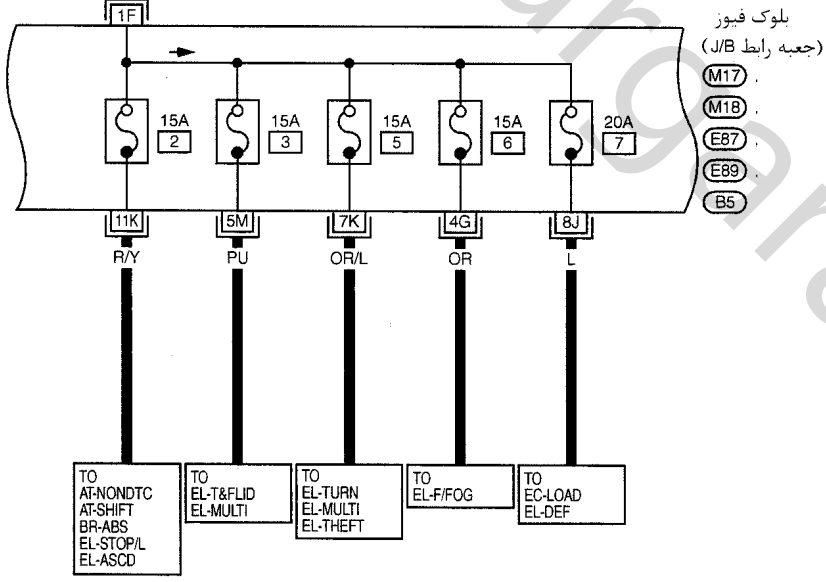 1F
بلوک فیوز
(جعبه رابط J/B)
M17 .
M18 .
E87 .
E89 .
B5
15A
2
15A
3
15A
5
15A
6
20A
7
11K
5M
7K
4G
8J
R/Y
PU
OR/L
OR
L
TO
AT-NONDTC
AT-SHIFT
BR-ABS
EL-STOP/L
EL-ASCD
TO
EL-T&FLID
EL-MULTI
TO
EL-TURN
EL-MULTI
EL-THEFT
TO
EL-F/FOG
TO
EC-LOAD
EL-DEF